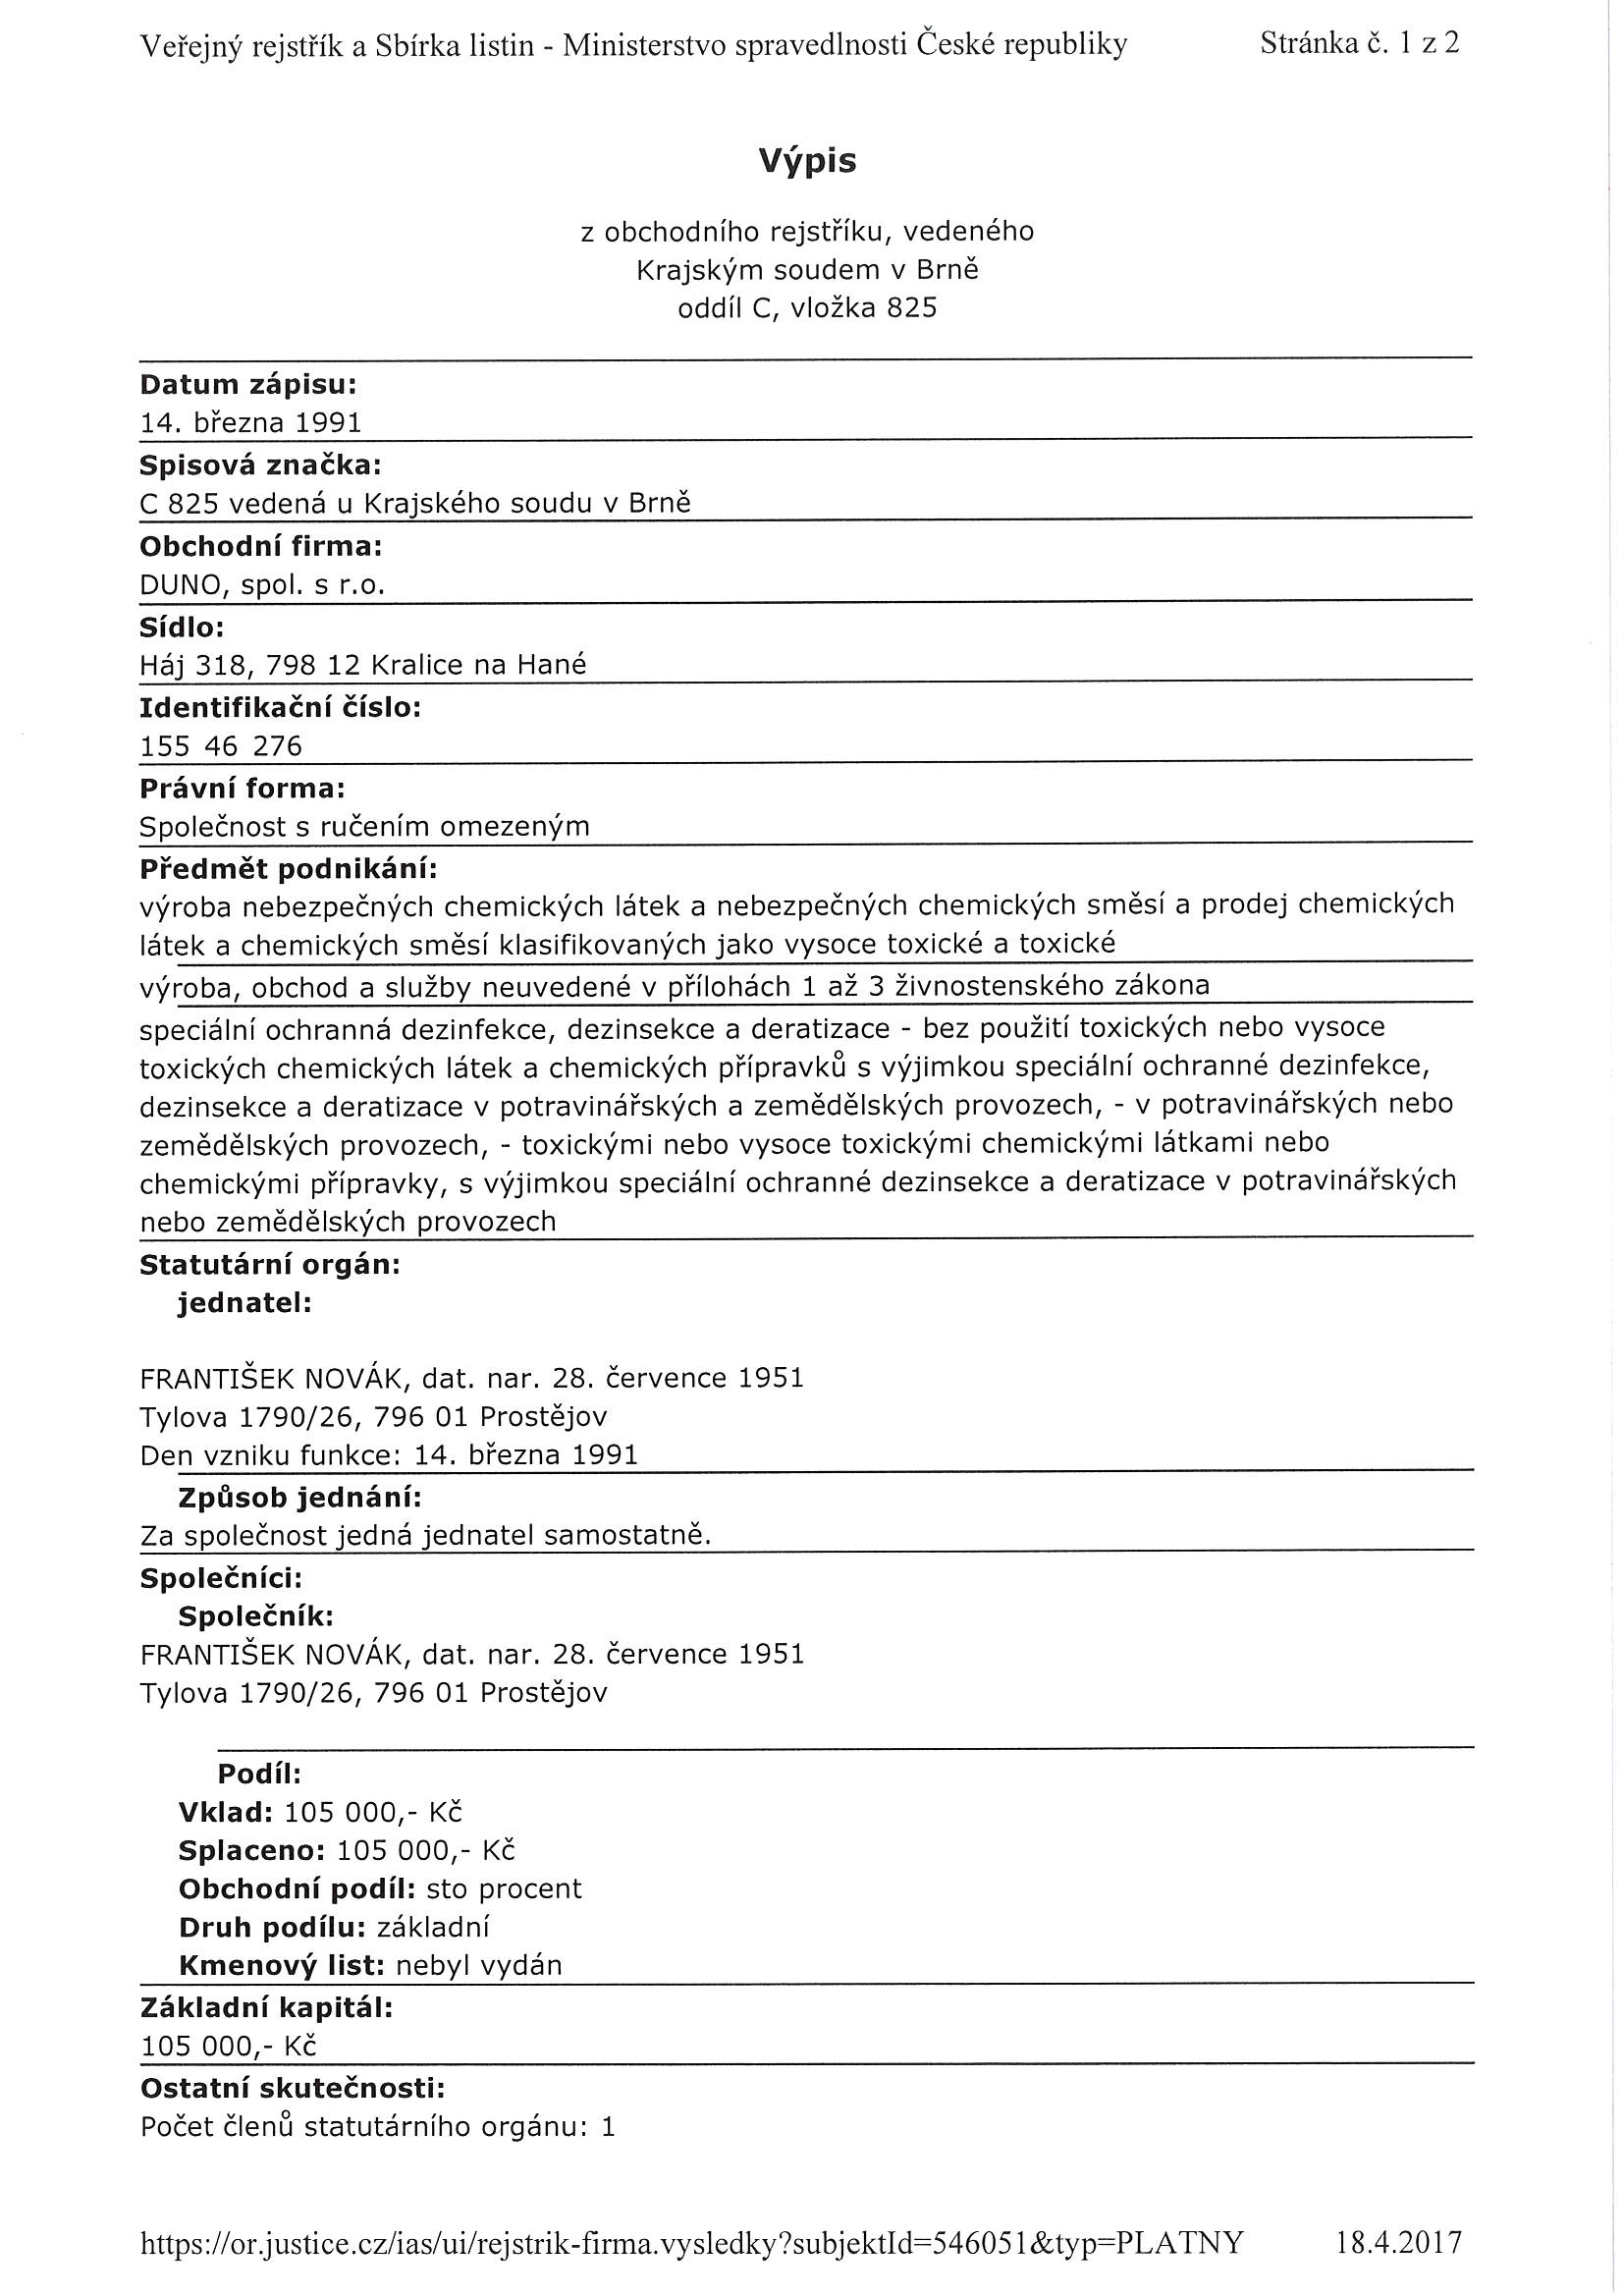 Veřejný rejstřík a Sbírka listin - Ministerstvo spravedlnosti České republiky Stránka č. 1 z 2
Výpis
z obchodního rejstříku, vedeného
Krajským soudem v Brně
oddíl C, vložka 825
Datum zápisu:
14. března 1991
Spisová značka:
C 825 vedená u Krajského soudu v Brně
Obchodní firma:
DUNO, spol. s r.o.
Sídlo:
Háj 318, 798 12 Kralice na Hané
Identifikační číslo:
155 46 276
Právní forma:
Společnost s ručením omezeným
Předmět podnikání:
výroba nebezpečných chemických látek a nebezpečných chemických směsí a prodej chemických
látek a chemických směsí klasifikovaných jako vysoce toxické a toxické
výroba, obchod a služby neuvedené v přílohách 1 až 3 živnostenského zákona
speciální ochranná dezinfekce, dezinsekce a deratizace - bez použití toxických nebo vysoce
toxických chemických látek a chemických přípravků s výjimkou speciální ochranné dezinfekce,
dezinsekce a deratizace v potravinářských a zemědělských provozech, - v potravinářských nebo
zemědělských provozech, - toxickými nebo vysoce toxickými chemickými látkami nebo
chemickými přípravky, s výjimkou speciální ochranné dezinsekce a deratizace v potravinářských
nebo zemědělských provozech
Statutární orgán:
jednatel:
FRANTIŠEK NOVÁK, dat. nar. 28. července 1951
Tylova 1790/26, 796 01 Prostějov
Den vzniku funkce: 14. března 1991
Způsob jednání:
Za společnost jedná jednatel samostatně.
Společníci:
Společník:
FRANTIŠEK NOVÁK, dat. nar. 28. července 1951
Tylova 1790/26, 796 01 Prostějov
Podíl:
Vklad: 105 000,- Kč
Splaceno: 105 000,- Kč
Obchodní podíl: sto procent
Druh podílu: základní
Kmenový list: nebyl vydán
Základní kapitál:
105 000,- Kč
Ostatní skutečnosti:
Počet členů statutárního orgánu: 1
https://or.justice.cz/ias/ui/rejstrik-firma.vysledky?subjektId=546051&typ=PLATNY 18.4.2017